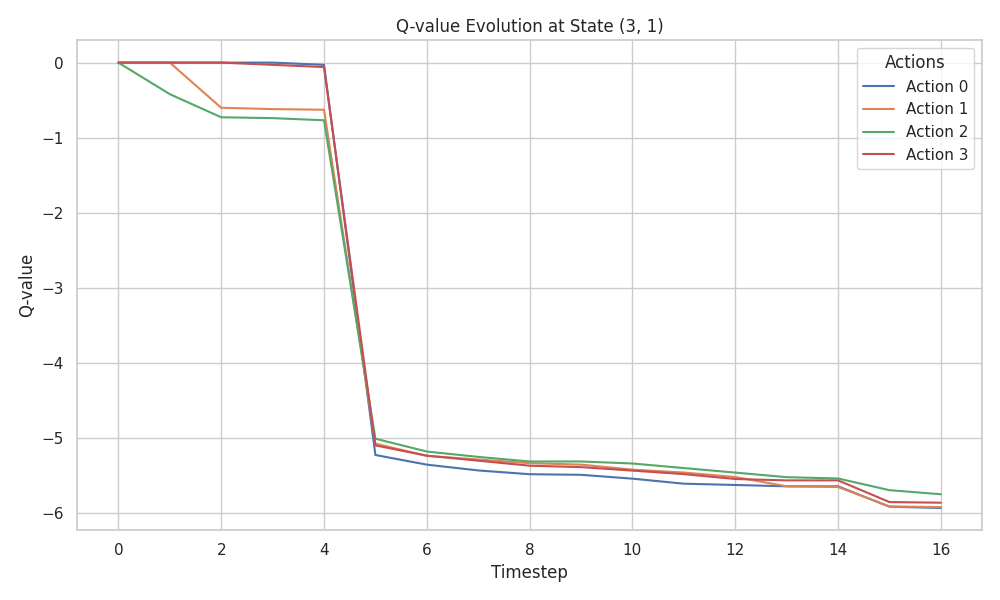 Q-value Evolution at State (3, 1)
Actions
Action 0
Action 1
Action 2
Action 3
Q-value
0
−1
−2
−3
−4
−5
−6
0 2 4 6 8 10 12 14 16
Timestep